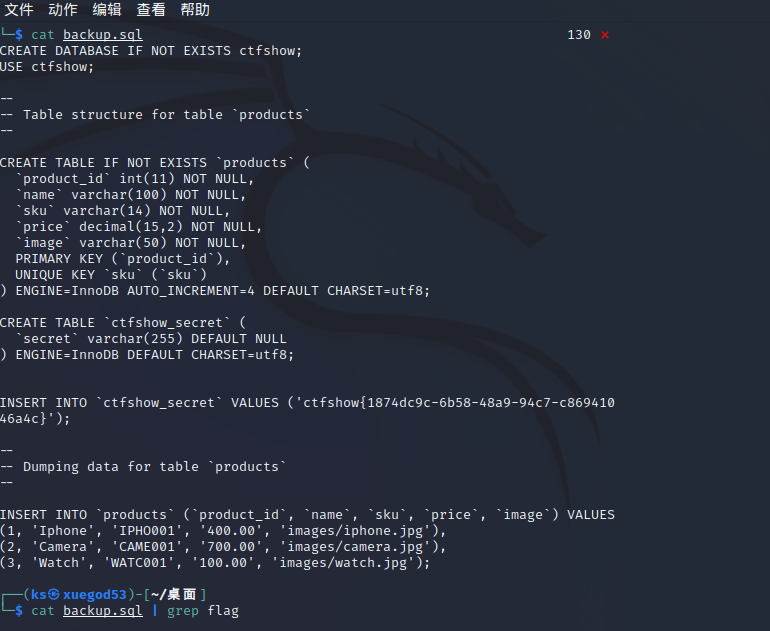 文件 动作 编辑 查看 帮助
└─$ cat backup.sql 130 ⨯
CREATE DATABASE IF NOT EXISTS ctfshow;
USE ctfshow;
--
-- Table structure for table `products`
--
CREATE TABLE IF NOT EXISTS `products` (
  `product_id` int(11) NOT NULL,
  `name` varchar(100) NOT NULL,
  `sku` varchar(14) NOT NULL,
  `price` decimal(15,2) NOT NULL,
  `image` varchar(50) NOT NULL,
  PRIMARY KEY (`product_id`),
  UNIQUE KEY `sku` (`sku`)
) ENGINE=InnoDB AUTO_INCREMENT=4 DEFAULT CHARSET=utf8;
CREATE TABLE `ctfshow_secret` (
  `secret` varchar(255) DEFAULT NULL
) ENGINE=InnoDB DEFAULT CHARSET=utf8;
INSERT INTO `ctfshow_secret` VALUES ('ctfshow{1874dc9c-6b58-48a9-94c7-c869410
46a4c}');
--
-- Dumping data for table `products`
--
INSERT INTO `products` (`product_id`, `name`, `sku`, `price`, `image`) VALUES
(1, 'Iphone', 'IPHO001', '400.00', 'images/iphone.jpg'),
(2, 'Camera', 'CAME001', '700.00', 'images/camera.jpg'),
(3, 'Watch', 'WATC001', '100.00', 'images/watch.jpg');
┌──(ks㉿xuegod53)-[~/桌面]
└─$ cat backup.sql | grep flag